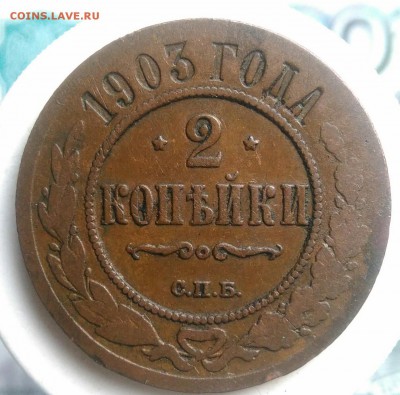 COINS.LAVE.RU
1903 ГОДА
2
КОПѢЙКИ
С.П.Б.